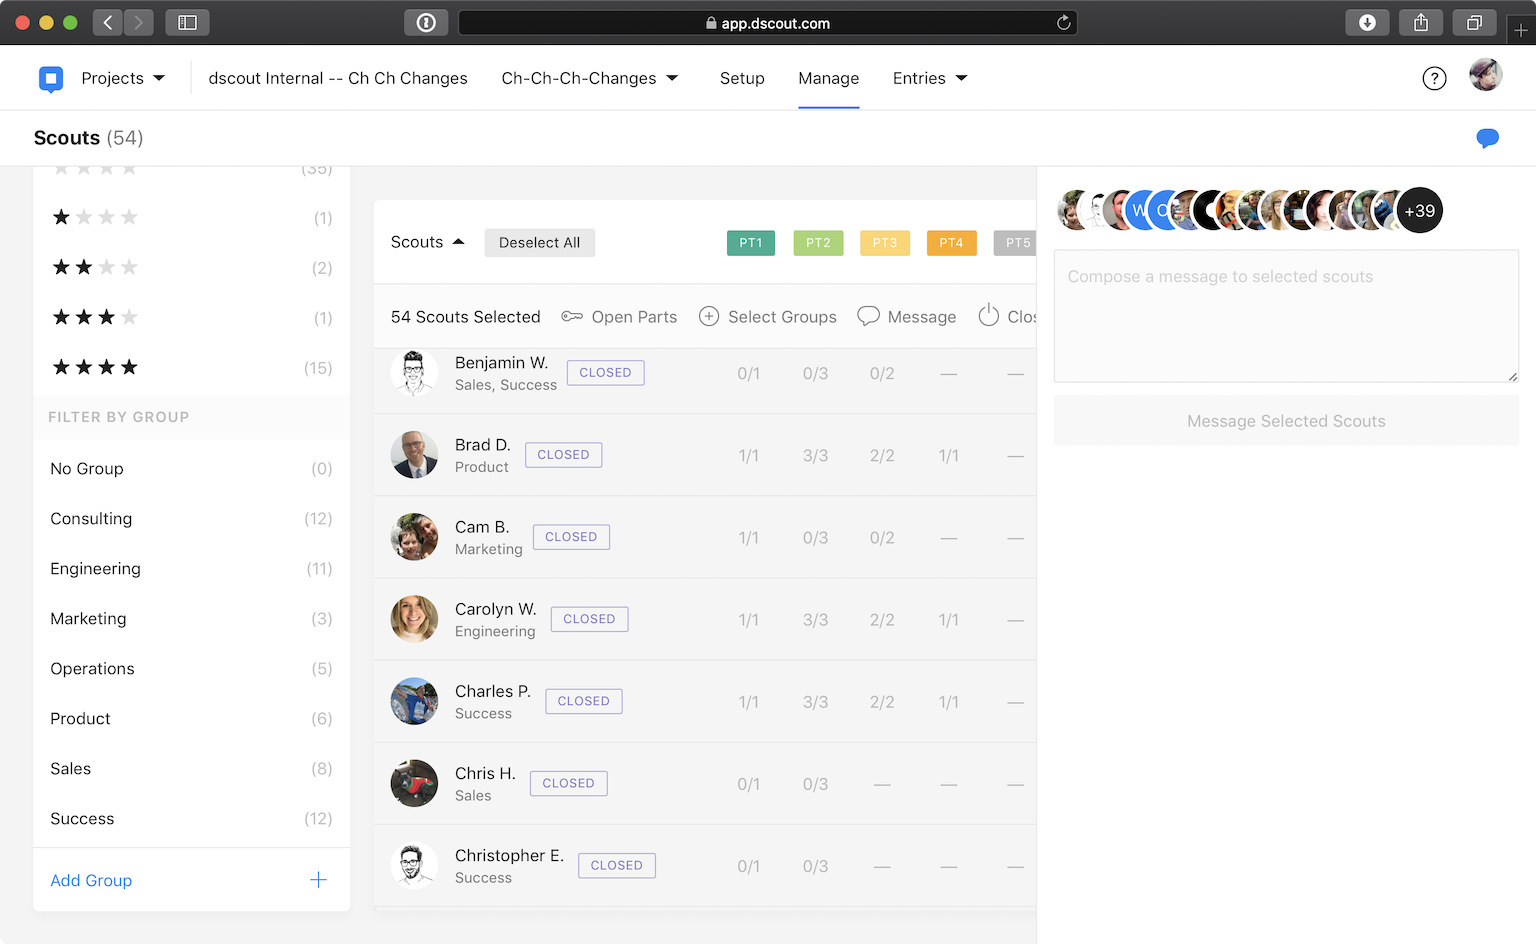 app.dscout.com
Projects
dscout Internal -- Ch Ch Changes
Ch-Ch-Ch-Changes
Setup
Manage
Entries
?
Scouts (54)
(35)
(1)
(2)
(1)
(15)
FILTER BY GROUP
No Group (0)
Consulting (12)
Engineering (11)
Marketing (3)
Operations (5)
Product (6)
Sales (8)
Success (12)
Add Group +
Scouts
Deselect All
PT1 PT2 PT3 PT4 PT5
54 Scouts Selected
Open Parts
Select Groups
Message
Clos
Benjamin W. CLOSED 0/1 0/3 0/2 — —
Sales, Success
Brad D. CLOSED 1/1 3/3 2/2 1/1 —
Product
Cam B. CLOSED 1/1 0/3 0/2 — —
Marketing
Carolyn W. CLOSED 1/1 3/3 2/2 1/1 —
Engineering
Charles P. CLOSED 1/1 3/3 2/2 1/1 —
Success
Chris H. CLOSED 0/1 0/3 — — —
Sales
Christopher E. CLOSED 0/1 0/3 — — —
Success
+39
Compose a message to selected scouts
Message Selected Scouts